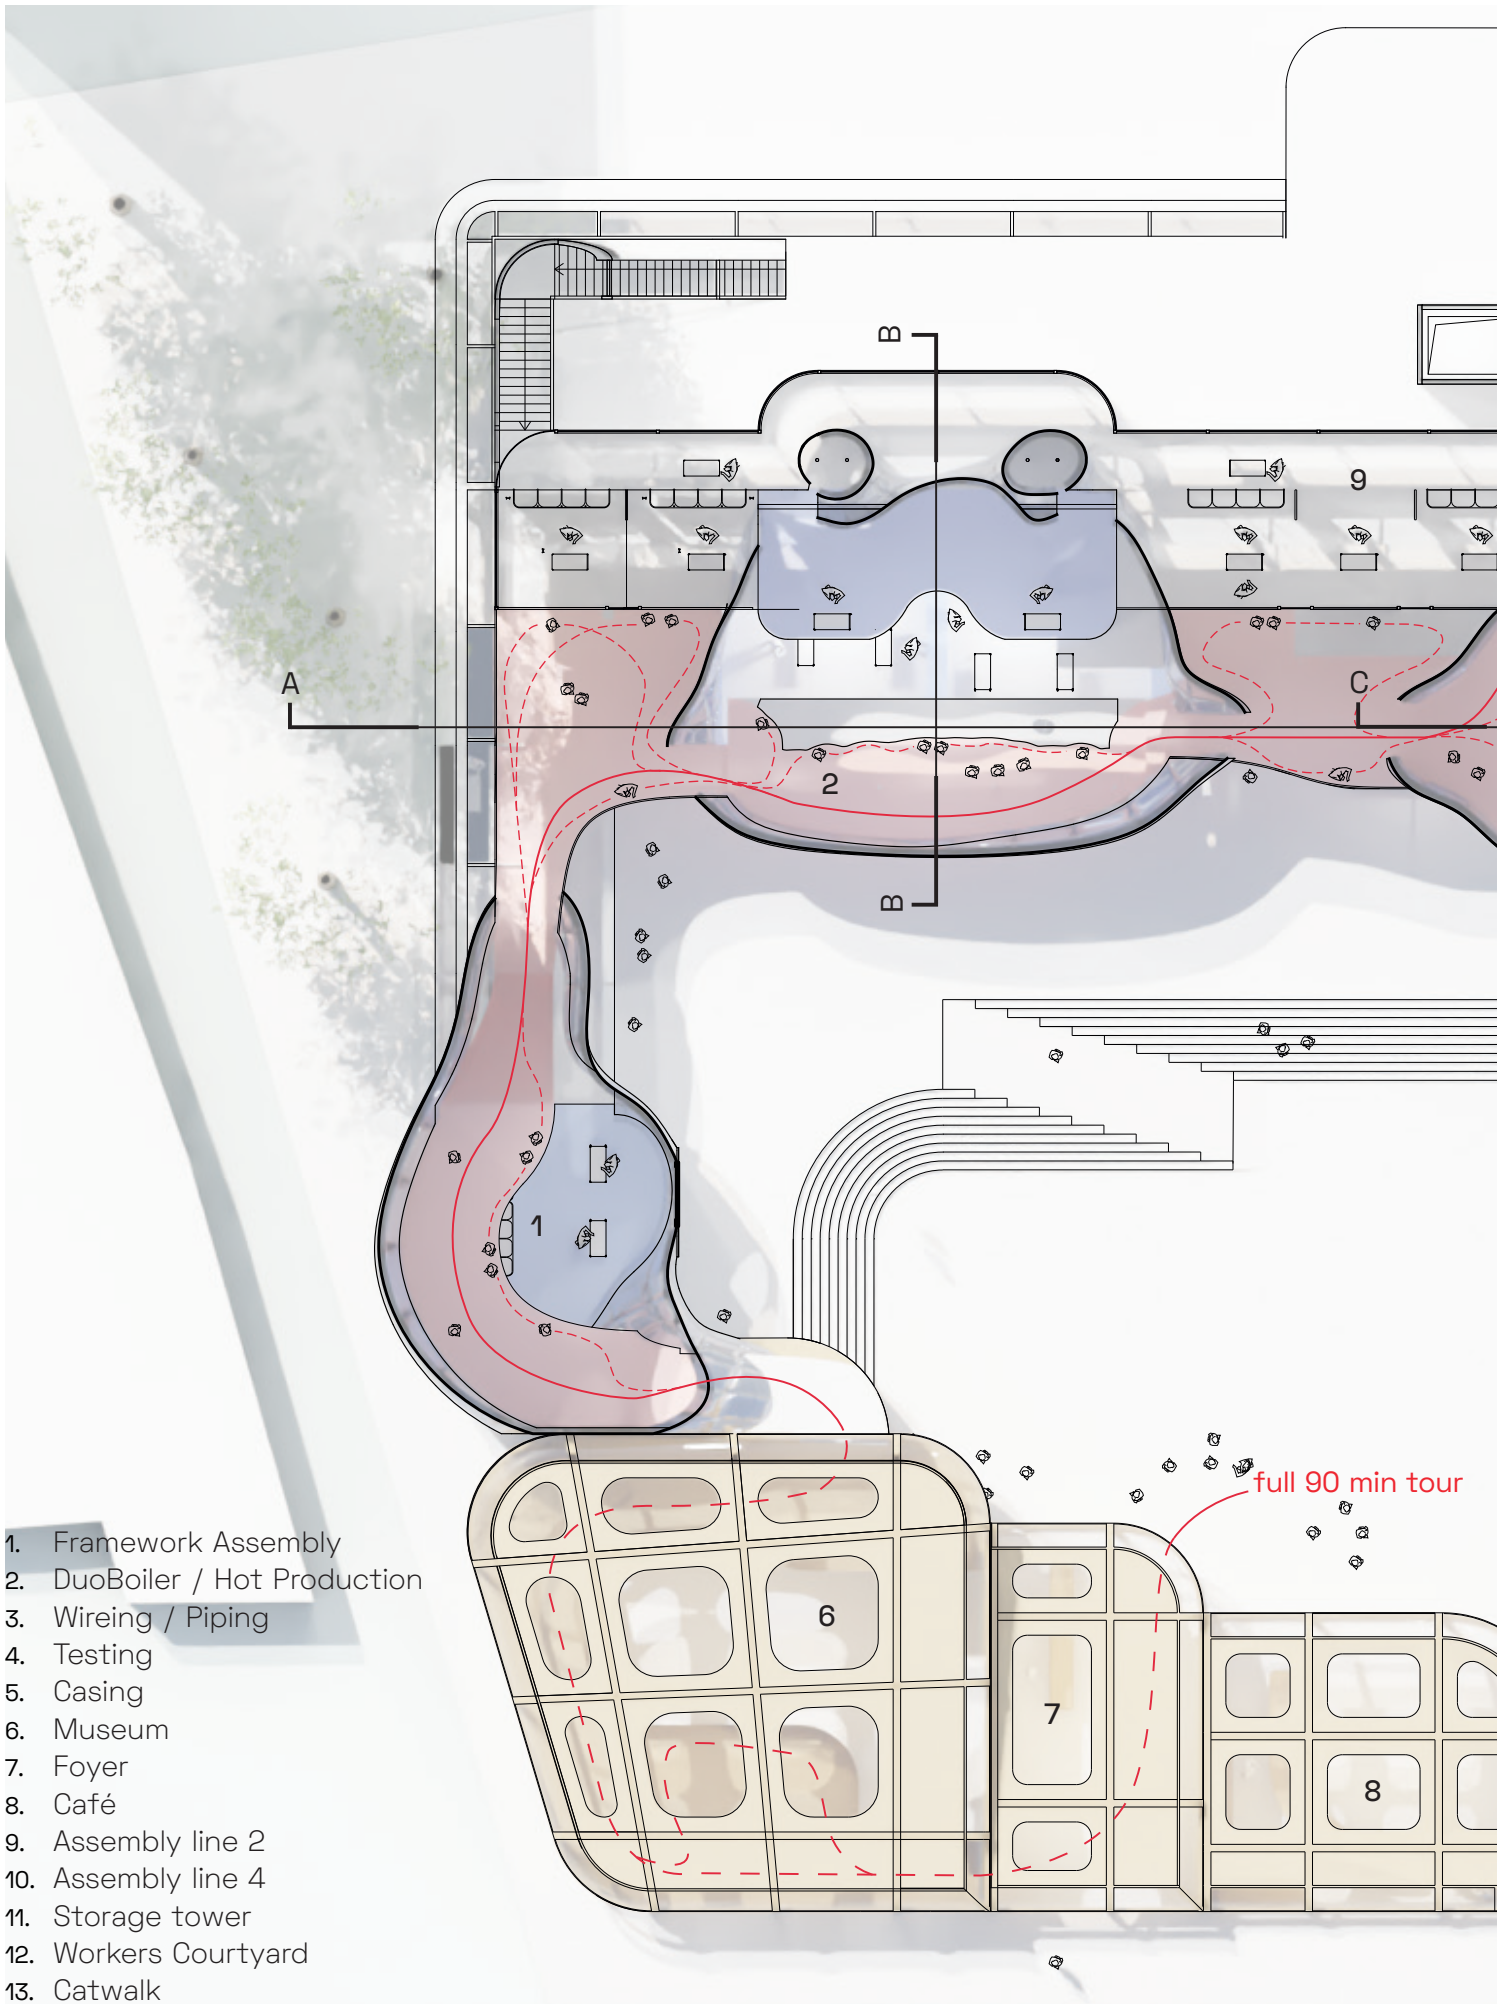 B
9
A
C
2
B
1
full 90 min tour
6
7
8
1. Framework Assembly
2. DuoBoiler / Hot Production
3. Wireing / Piping
4. Testing
5. Casing
6. Museum
7. Foyer
8. Café
9. Assembly line 2
10. Assembly line 4
11. Storage tower
12. Workers Courtyard
13. Catwalk